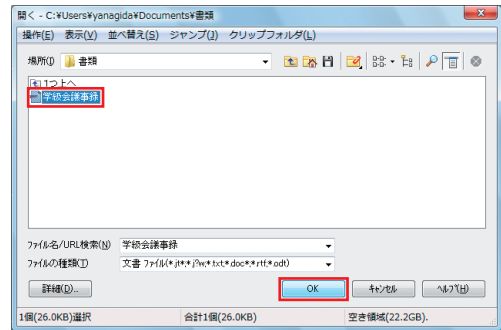 開く - C:¥Users¥yanagida¥Documents¥書類
操作(E) 表示(V) 並べ替え(S) ジャンプ(J) クリップフォルダ(L)
場所(I) 書類
1つ上へ
学級会議事録
ファイル名/URL検索(N) 学級会議事録
ファイルの種類(T) 文書 ファイル(*.jt*;*.j?w;*.txt;*.doc*;*.rtf;*.odt)
詳細(D)... OK キャンセル ヘルプ(H)
1個(26.0KB)選択 合計1個(26.0KB) 空き領域(22.2GB).